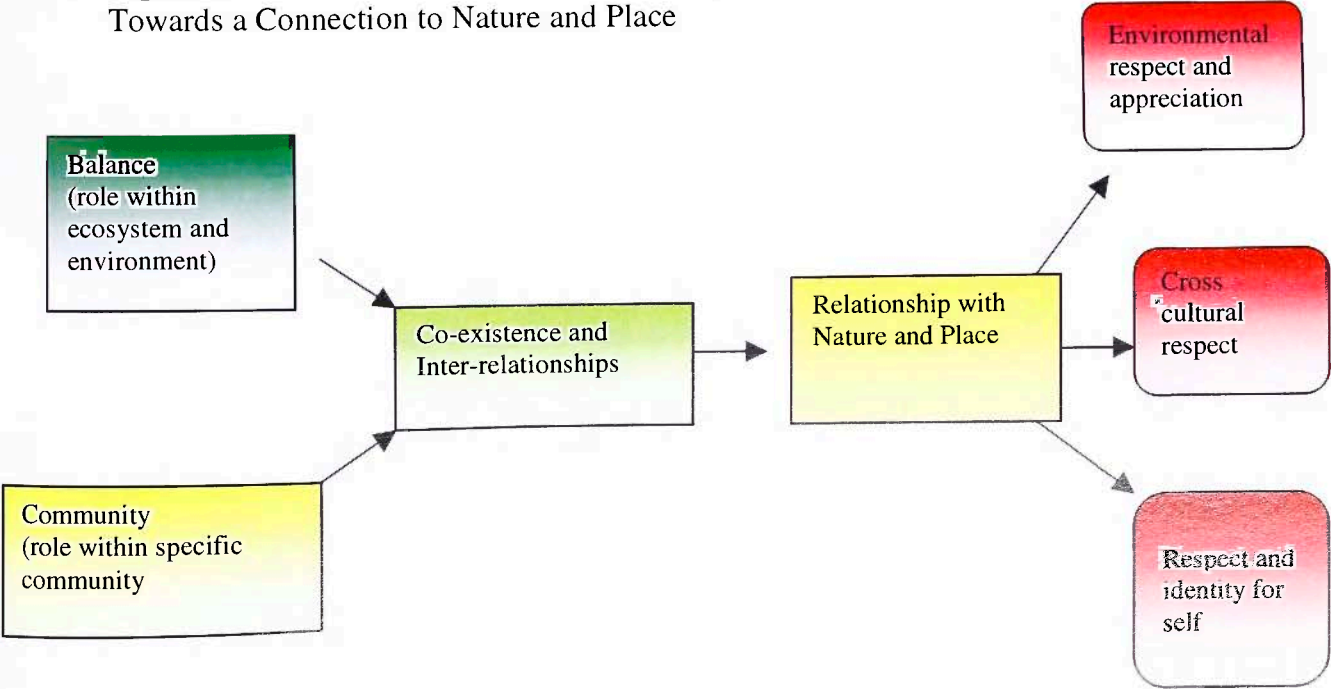 Towards a Connection to Nature and Place
Environmental
respect and
appreciation
Balance
(role within
ecosystem and
environment)
Co-existence and
Inter-relationships
Relationship with
Nature and Place
Cross
cultural
respect
Community
(role within specific
community
Respect and
identity for
self